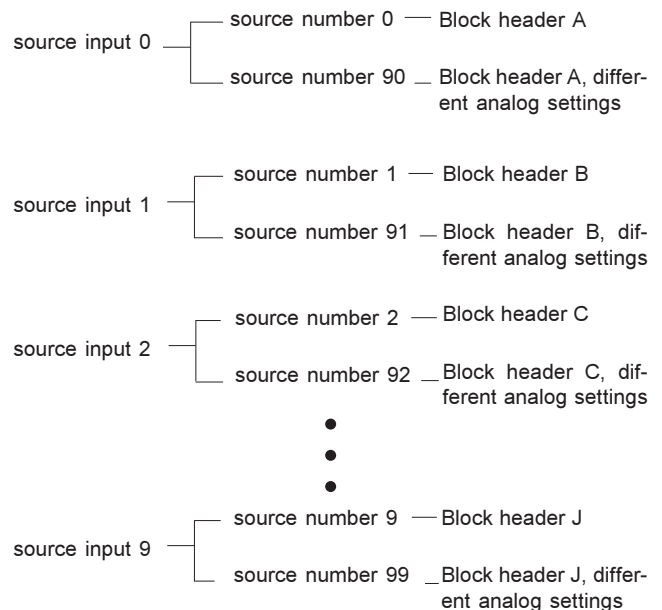 source number 0
Block header A
source input 0
source number 90
Block header A, differ-
ent analog settings
source number 1
Block header B
source input 1
source number 91
Block header B, dif-
ferent analog settings
source number 2
Block header C
source input 2
source number 92
Block header C, dif-
ferent analog settings
source number 9
Block header J
source input 9
source number 99
Block header J, differ-
ent analog settings